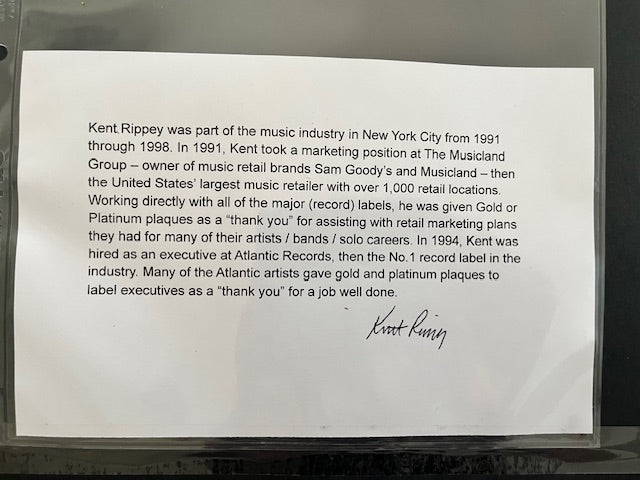 Kent Rippey was part of the music industry in New York City from 1991
through 1998. In 1991, Kent took a marketing position at The Musicland
Group – owner of music retail brands Sam Goody's and Musicland – then
the United States' largest music retailer with over 1,000 retail locations.
Working directly with all of the major (record) labels, he was given Gold or
Platinum plaques as a “thank you” for assisting with retail marketing plans
they had for many of their artists / bands / solo careers. In 1994, Kent was
hired as an executive at Atlantic Records, then the No.1 record label in the
industry. Many of the Atlantic artists gave gold and platinum plaques to
label executives as a “thank you” for a job well done.
Kent Rippey